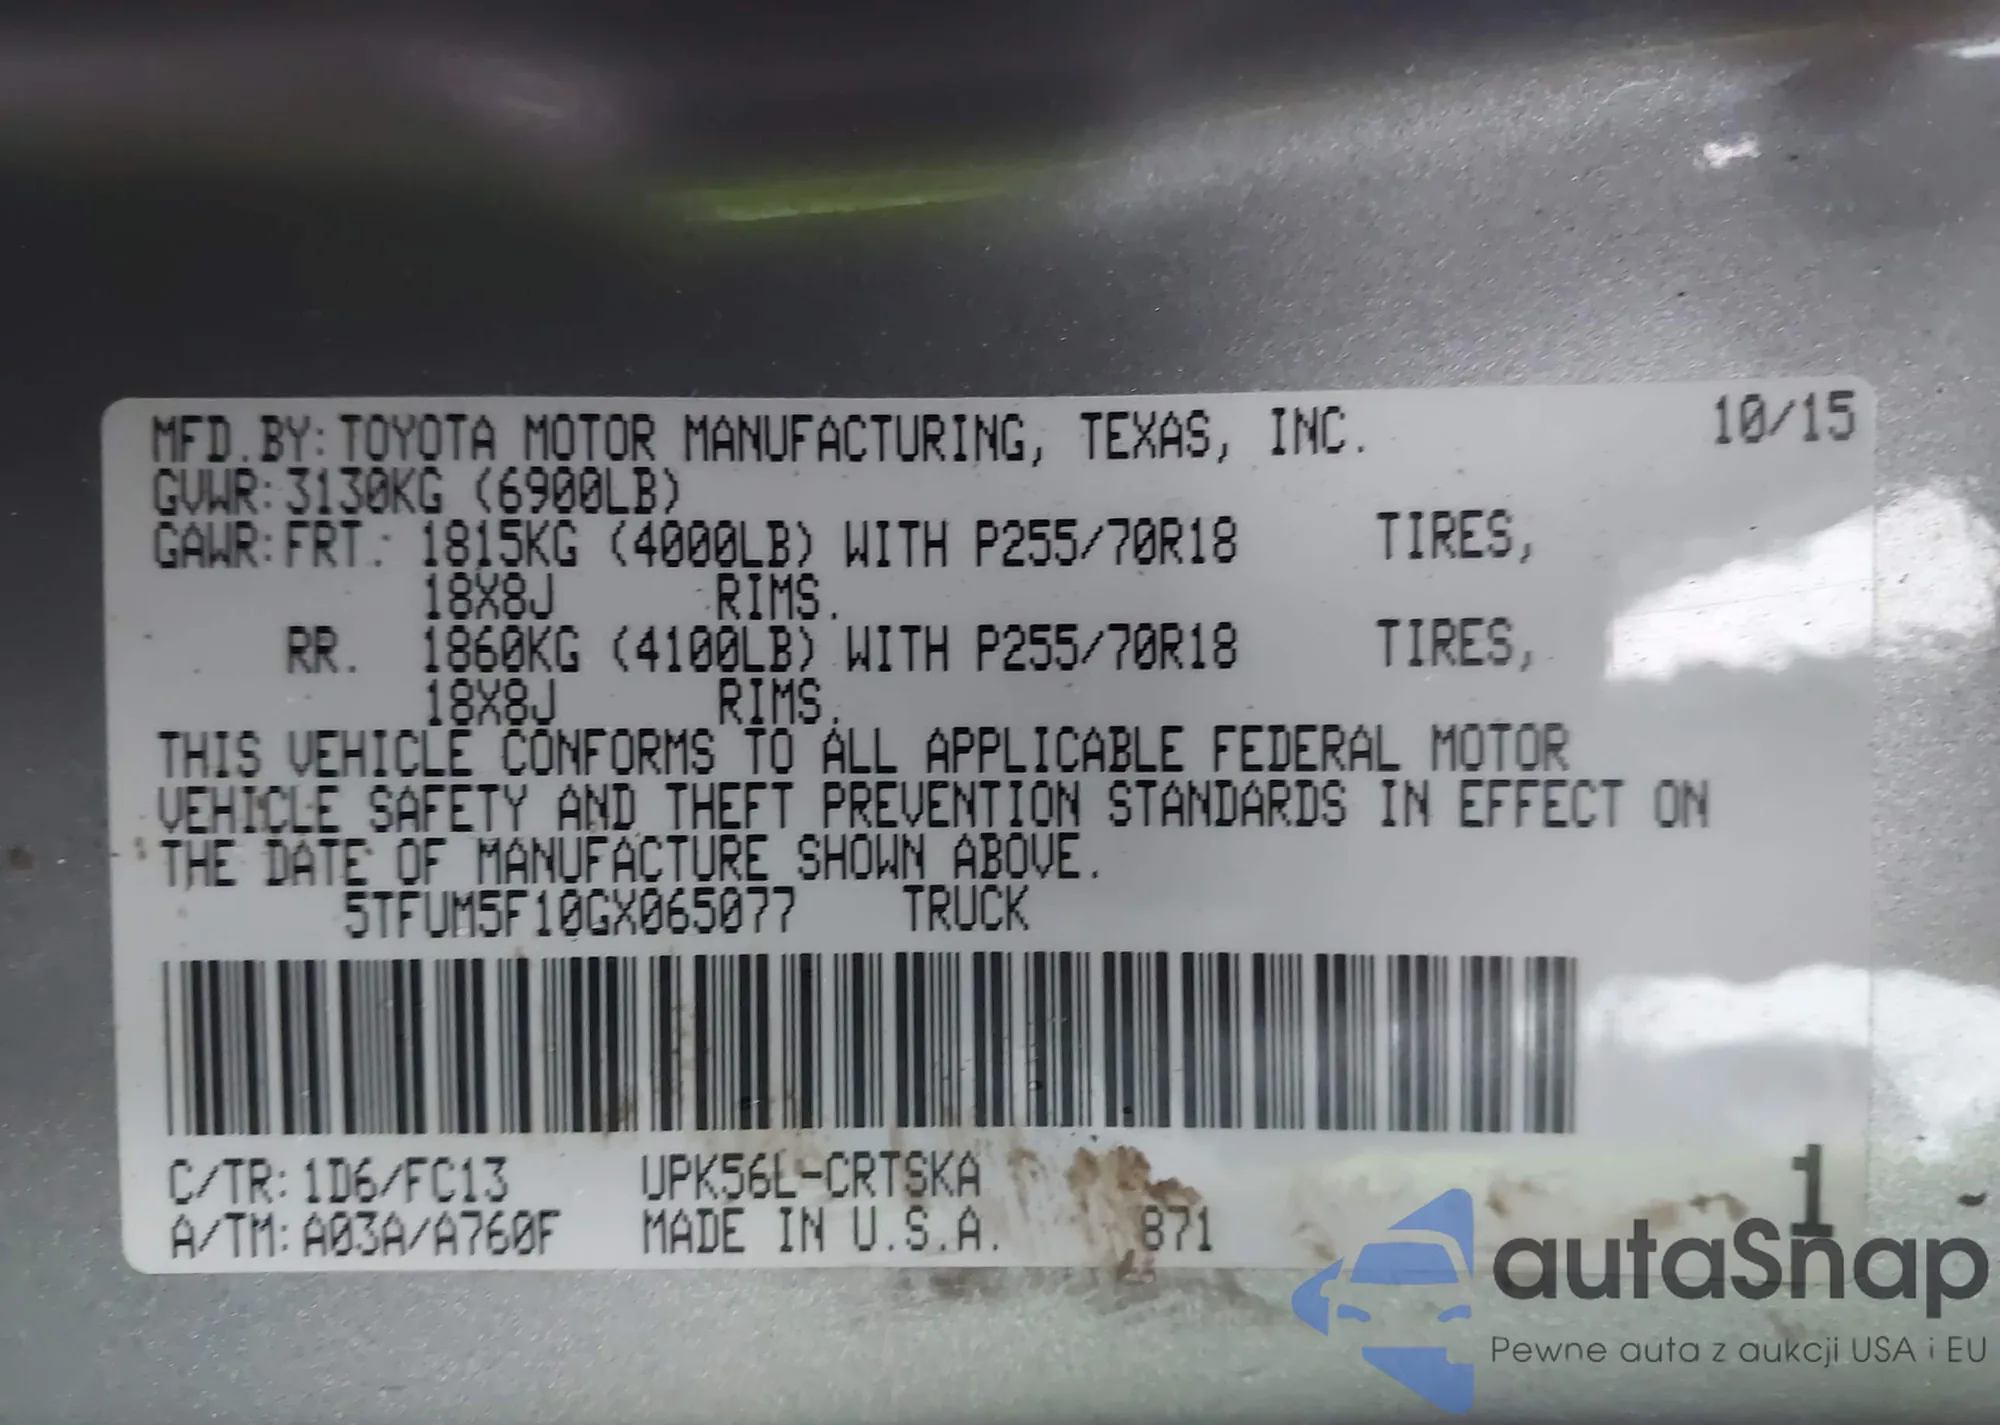 MFD.BY:TOYOTA MOTOR MANUFACTURING, TEXAS, INC. 10/15
GVWR:3130KG (6900LB)
GAWR:FRT.: 1815KG (4000LB) WITH P255/70R18 TIRES,
18X8J RIMS.
RR. 1860KG (4100LB) WITH P255/70R18 TIRES,
18X8J RIMS.
THIS VEHICLE CONFORMS TO ALL APPLICABLE FEDERAL MOTOR
VEHICLE SAFETY AND THEFT PREVENTION STANDARDS IN EFFECT ON
THE DATE OF MANUFACTURE SHOWN ABOVE.
5TFUM5F10GX065077 TRUCK
C/TR:1D6/FC13 UPK56L-CRTSKA 1
A/TM:A03A/A760F MADE IN U.S.A. 871
autaSnap
Pewne auta z aukcji USA i EU